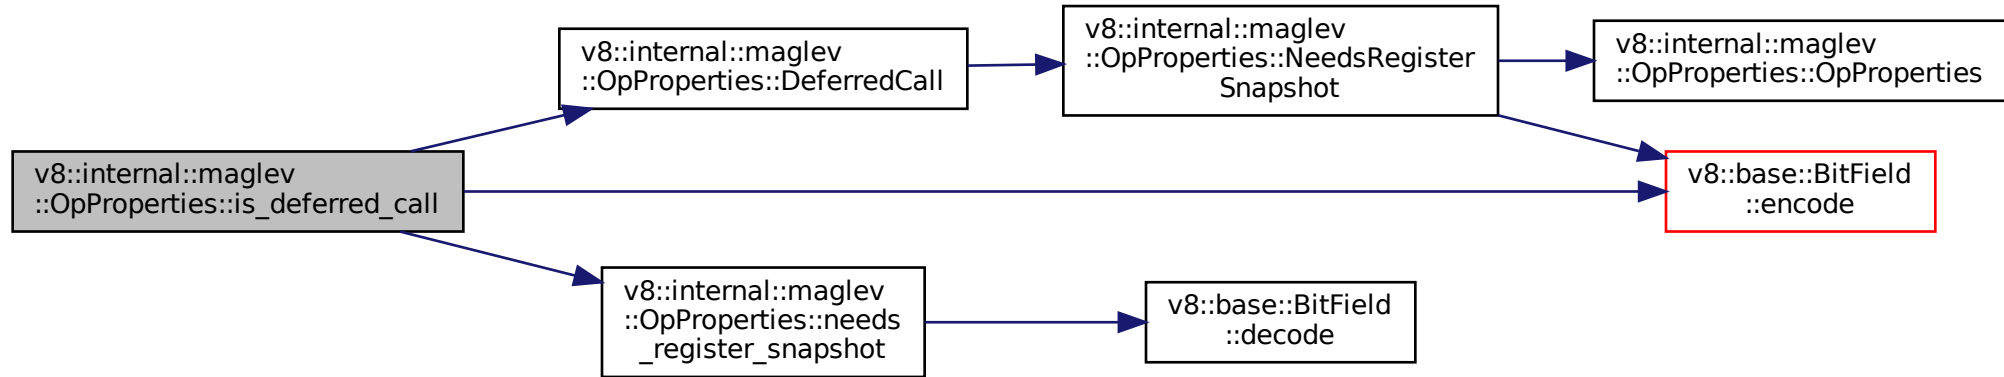 v8::internal::maglev
::OpProperties::is_deferred_call
v8::internal::maglev
::OpProperties::DeferredCall
v8::internal::maglev
::OpProperties::NeedsRegister
Snapshot
v8::internal::maglev
::OpProperties::OpProperties
v8::base::BitField
::encode
v8::internal::maglev
::OpProperties::needs
_register_snapshot
v8::base::BitField
::decode